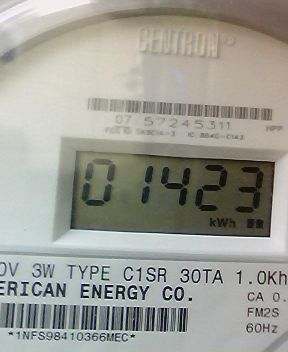 CENTRON®
07 57245311
01423
kWh
0V 3W TYPE C1SR 30TA 1.0Kh
ERICAN ENERGY CO.
CA 0.
FM2S
60Hz
*1NFS98410366MEC*